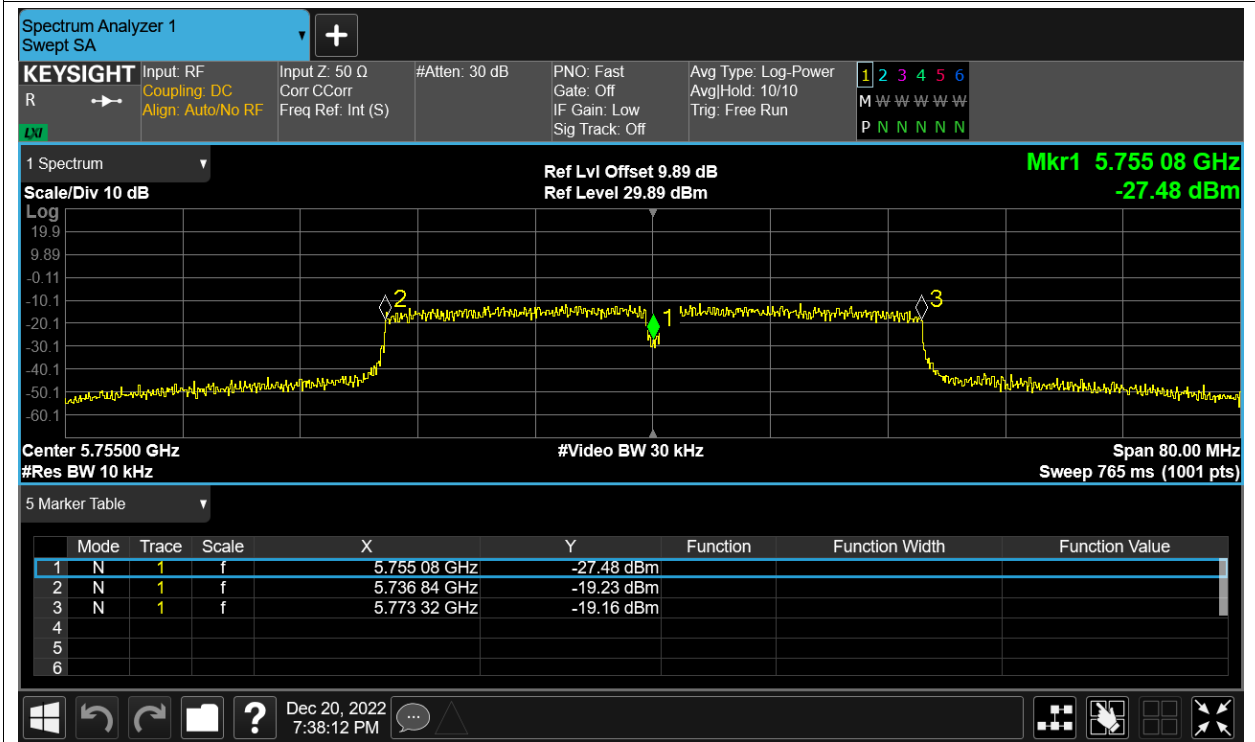 Spectrum Analyzer 1
Swept SA
+
KEYSIGHT
R
LXI
Input: RF
Coupling: DC
Align: Auto/No RF
Input Z: 50 Ω
Corr CCorr
Freq Ref: Int (S)
#Atten: 30 dB
PNO: Fast
Gate: Off
IF Gain: Low
Sig Track: Off
Avg Type: Log-Power
Avg|Hold: 10/10
Trig: Free Run
1 2 3 4 5 6
M W W W W W
P N N N N N
1 Spectrum
Scale/Div 10 dB
Ref Lvl Offset 9.89 dB
Ref Level 29.89 dBm
Mkr1 5.755 08 GHz
-27.48 dBm
Log
19.9
9.89
-0.11
-10.1
-20.1
-30.1
-40.1
-50.1
-60.1
2
1
3
Center 5.75500 GHz
#Video BW 30 kHz
Span 80.00 MHz
#Res BW 10 kHz
Sweep 765 ms (1001 pts)
5 Marker Table
Mode Trace Scale X Y Function Function Width Function Value
1 N 1 f 5.755 08 GHz -27.48 dBm
2 N 1 f 5.736 84 GHz -19.23 dBm
3 N 1 f 5.773 32 GHz -19.16 dBm
4
5
6
?
Dec 20, 2022
7:38:12 PM